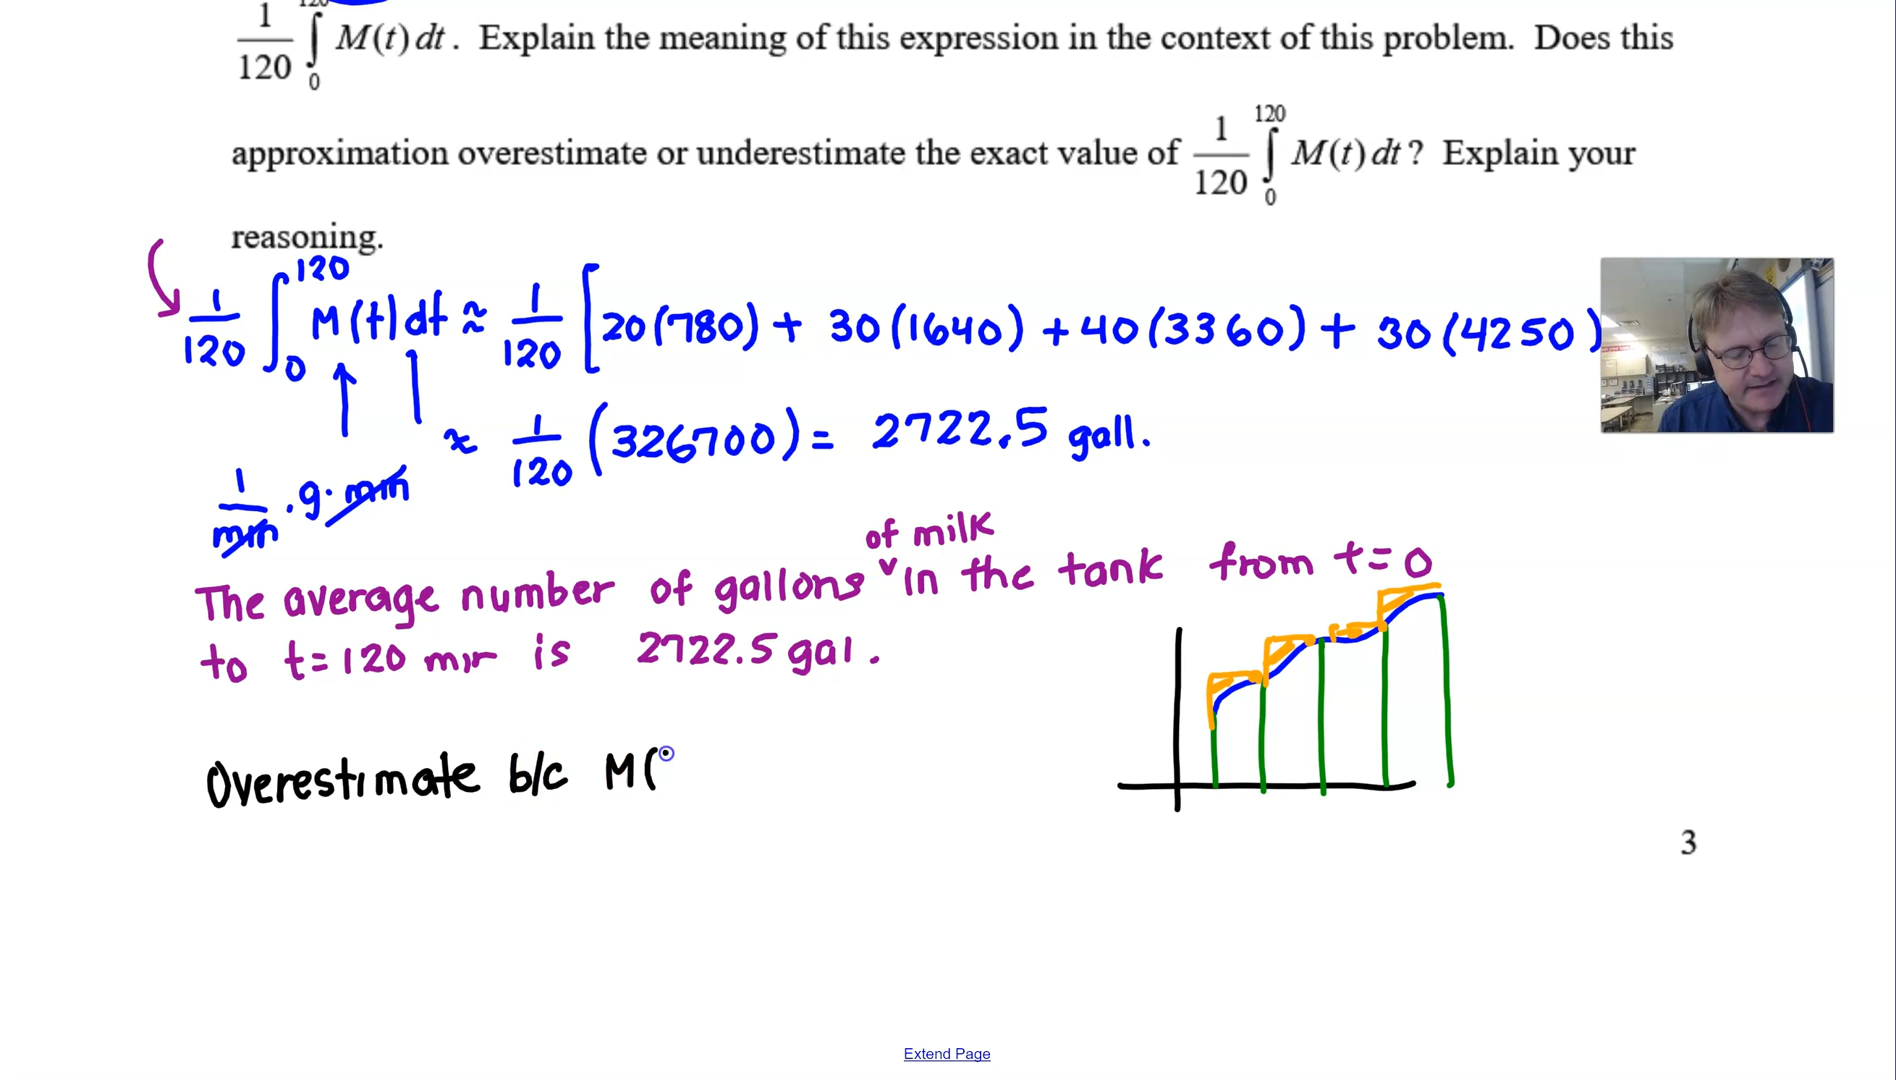 1/120 ∫₀¹²⁰ M(t) dt . Explain the meaning of this expression in the context of this problem. Does this
approximation overestimate or underestimate the exact value of 1/120 ∫₀¹²⁰ M(t) dt ? Explain your
reasoning.
1/120 ∫₀¹²⁰ M(t)dt ≈ 1/120 [20(780) + 30(1640) + 40(3360) + 30(4250)
≈ 1/120 (326700) = 2722.5 gall.
1/min · g · min
of milk
The average number of gallons ˅ in the tank from t=0
to t=120 min is 2722.5 gal.
Overestimate b/c M(
3
Extend Page